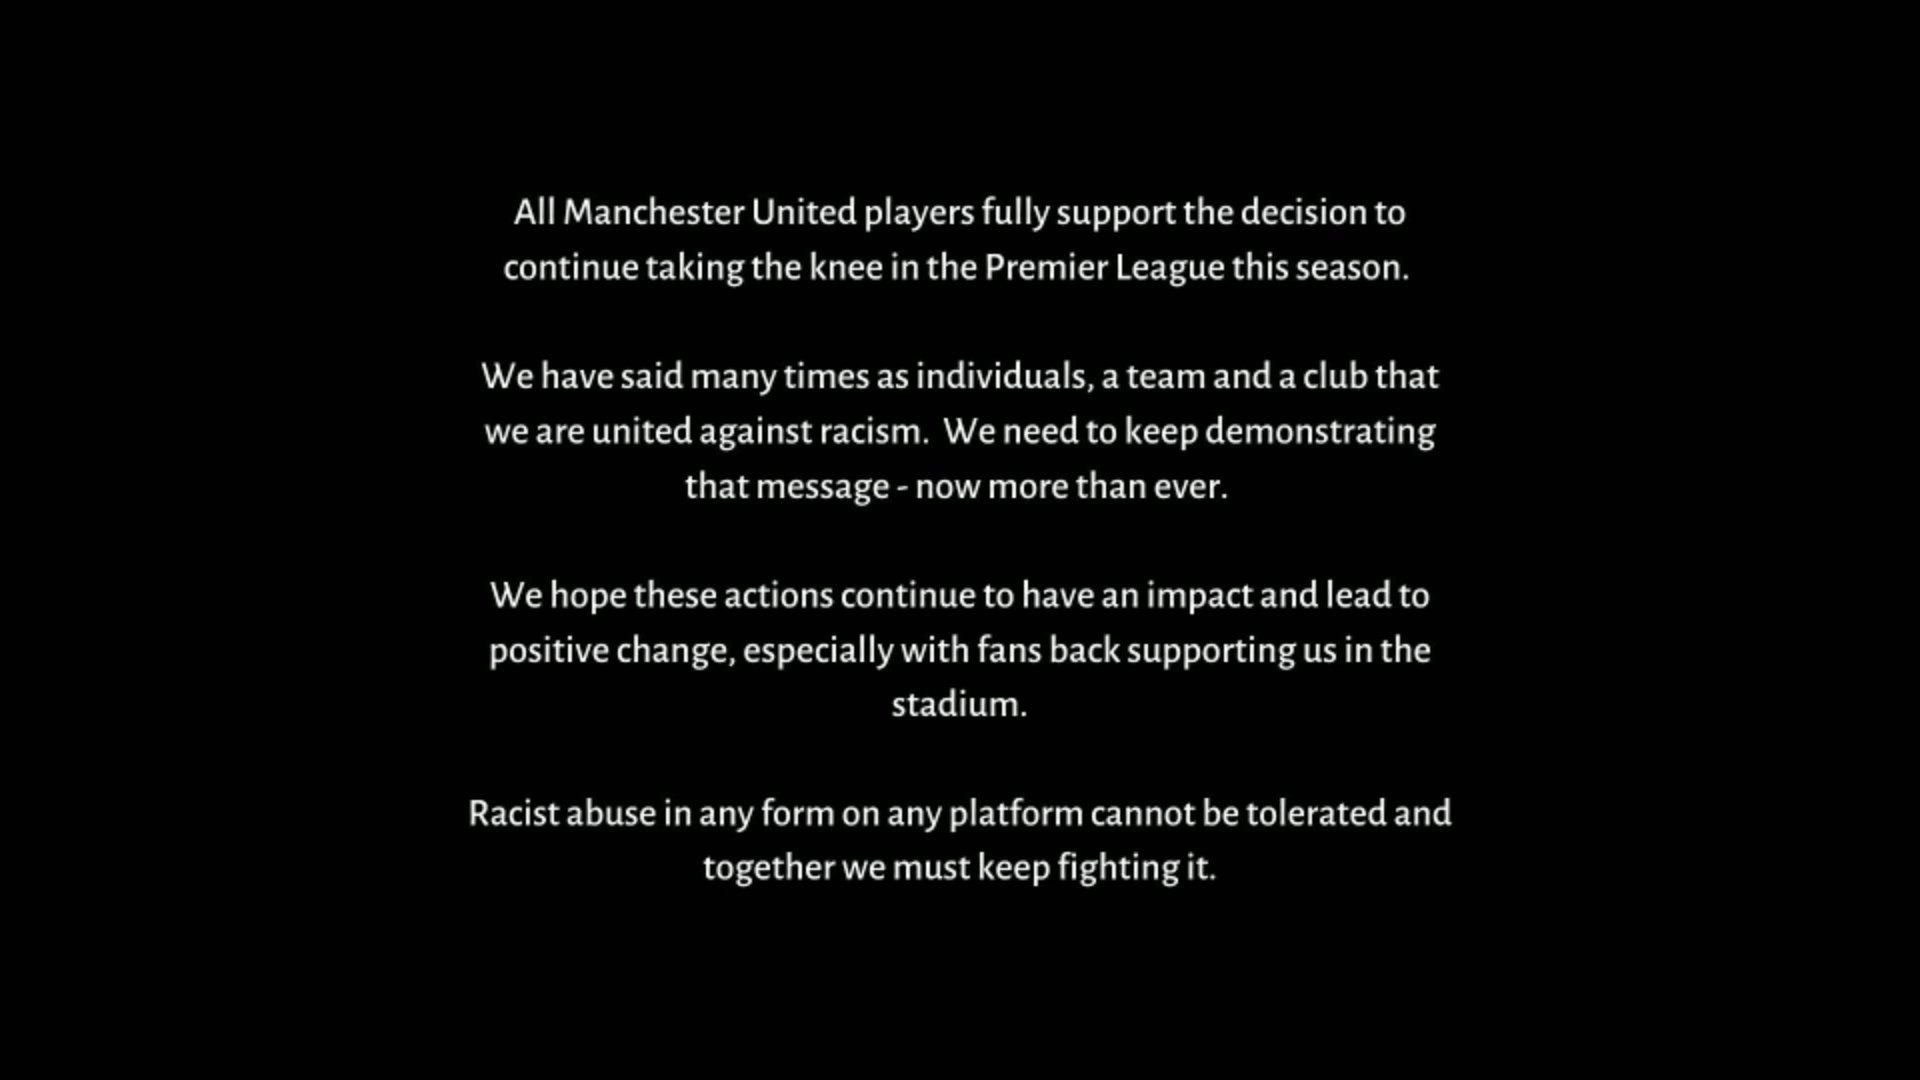 All Manchester United players fully support the decision to
continue taking the knee in the Premier League this season.
We have said many times as individuals, a team and a club that
we are united against racism.  We need to keep demonstrating
that message - now more than ever.
We hope these actions continue to have an impact and lead to
positive change, especially with fans back supporting us in the
stadium.
Racist abuse in any form on any platform cannot be tolerated and
together we must keep fighting it.